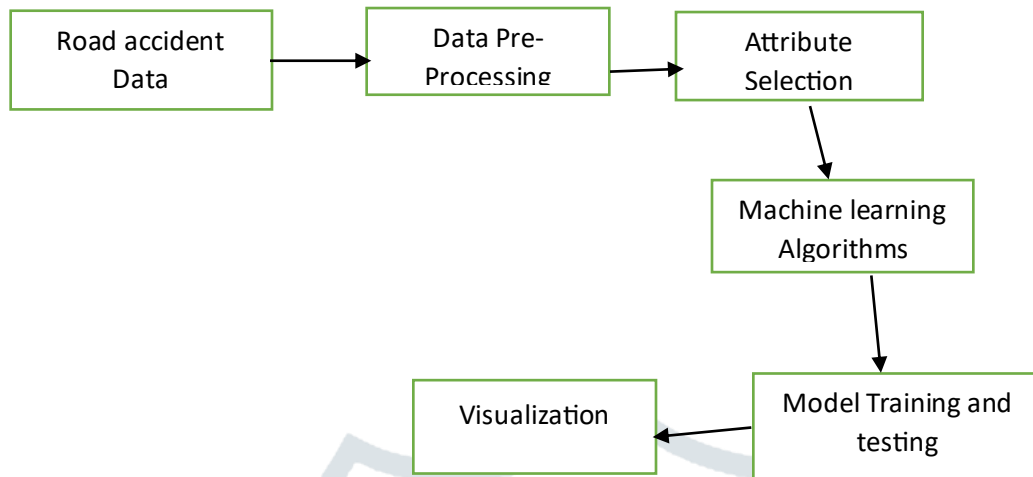 Road accident
Data
Data Pre-
Processing
Attribute
Selection
Machine learning
Algorithms
Model Training and
testing
Visualization